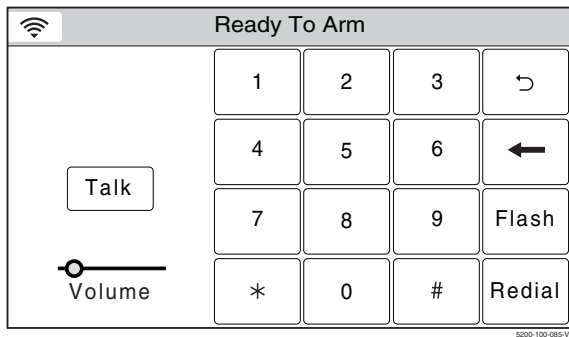 Ready To Arm
1 2 3
4 5 6
Talk
7 8 9 Flash
Volume
* 0 # Redial
5200-100-085-V